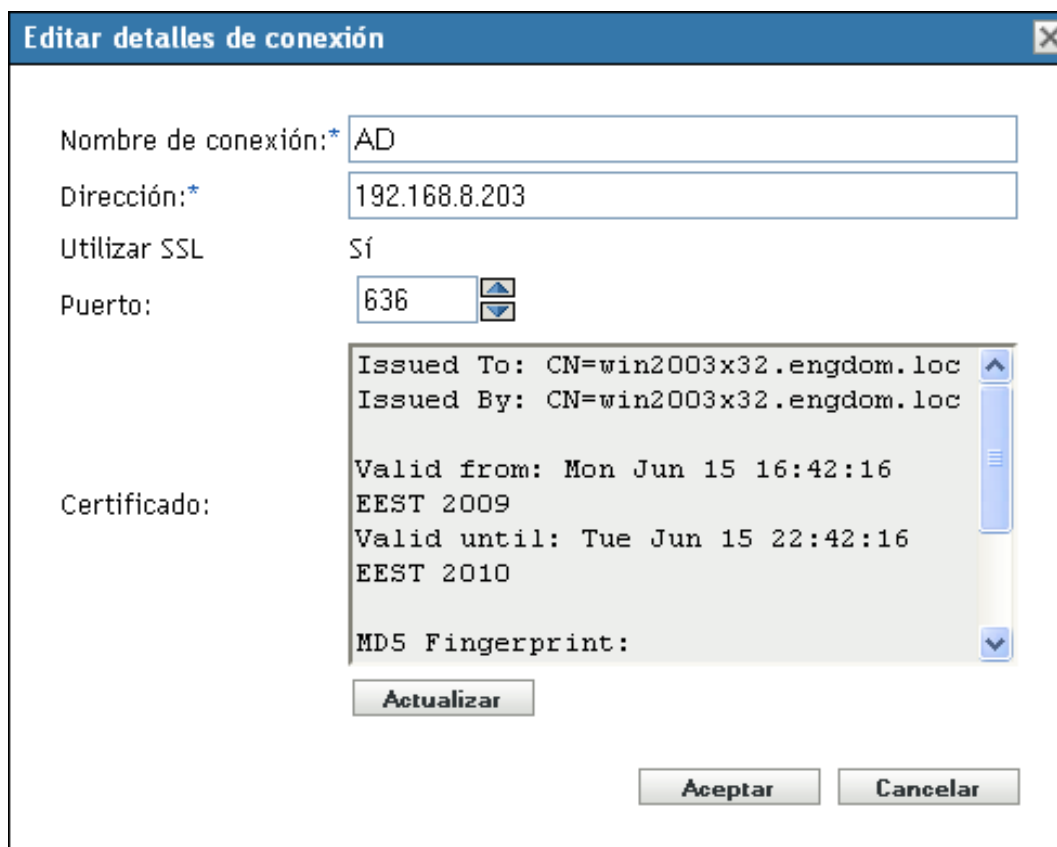 Editar detalles de conexión
Nombre de conexión:* AD
Dirección:* 192.168.8.203
Utilizar SSL Sí
Puerto: 636
Certificado:
Issued To: CN=win2003x32.engdom.loc
Issued By: CN=win2003x32.engdom.loc
Valid from: Mon Jun 15 16:42:16
EEST 2009
Valid until: Tue Jun 15 22:42:16
EEST 2010
MD5 Fingerprint:
Actualizar
Aceptar Cancelar